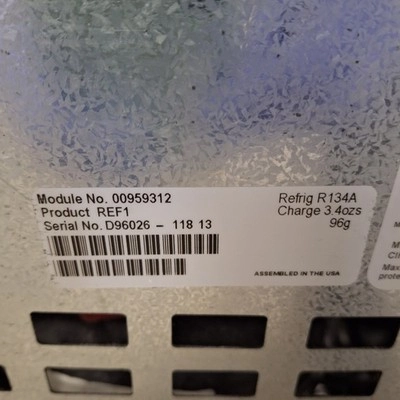 Module No. 00959312
Product REF1
Serial No. D96026 - 118 13
Refrig R134A
Charge 3.4ozs
96g
ASSEMBLED IN THE USA